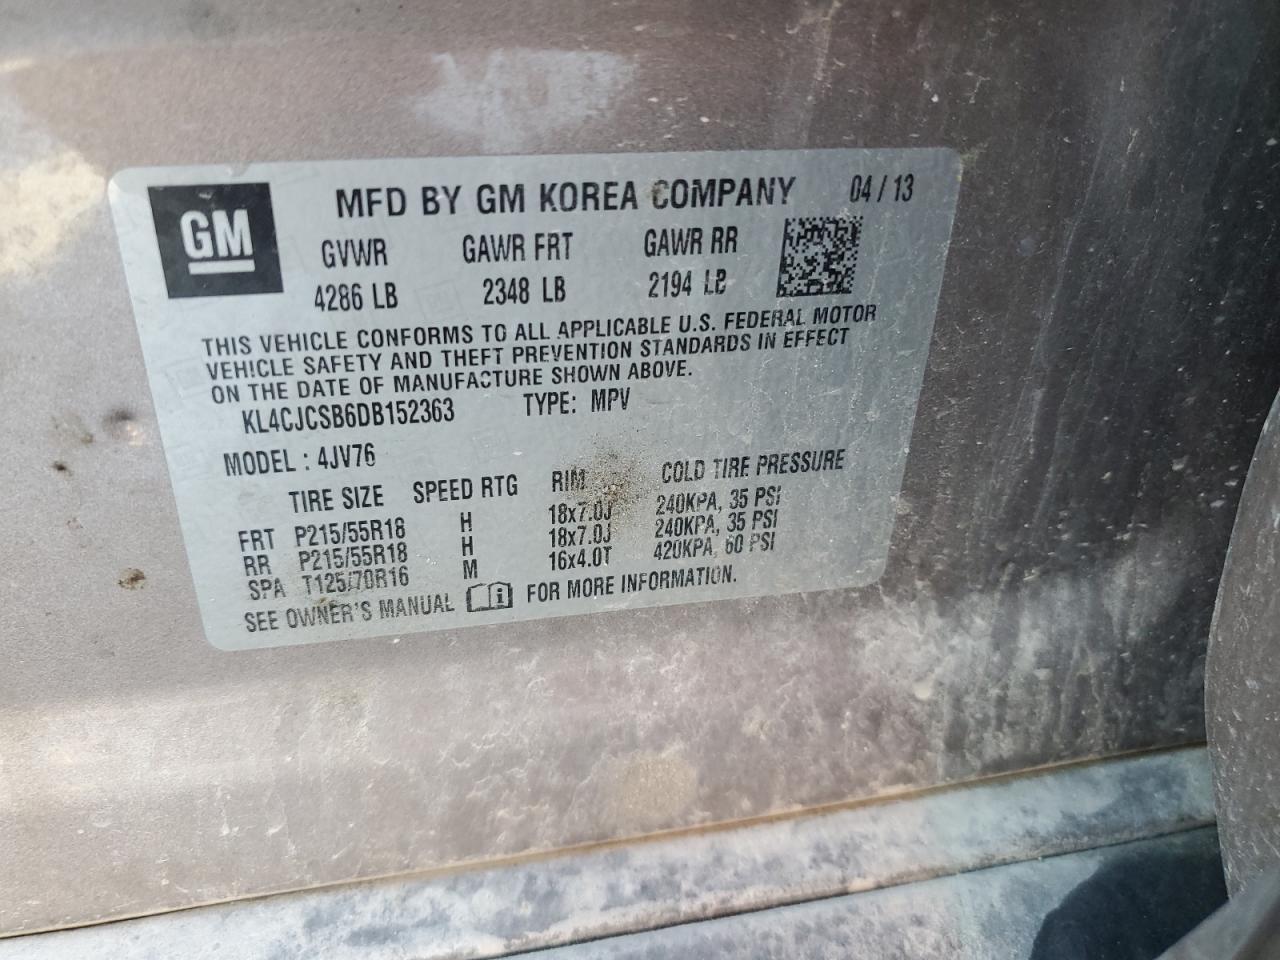 GM
MFD BY GM KOREA COMPANY 04 / 13
GVWR GAWR FRT GAWR RR
4286 LB 2348 LB 2194 LB
THIS VEHICLE CONFORMS TO ALL APPLICABLE U.S. FEDERAL MOTOR
VEHICLE SAFETY AND THEFT PREVENTION STANDARDS IN EFFECT
ON THE DATE OF MANUFACTURE SHOWN ABOVE.
KL4CJCSB6DB152363 TYPE: MPV
MODEL : 4JV76
TIRE SIZE SPEED RTG RIM COLD TIRE PRESSURE
FRT P215/55R18 H 18x7.0J 240KPA, 35 PSI
RR P215/55R18 H 18x7.0J 240KPA, 35 PSI
SPA T125/70R16 M 16x4.0T 420KPA, 60 PSI
SEE OWNER'S MANUAL i FOR MORE INFORMATION.